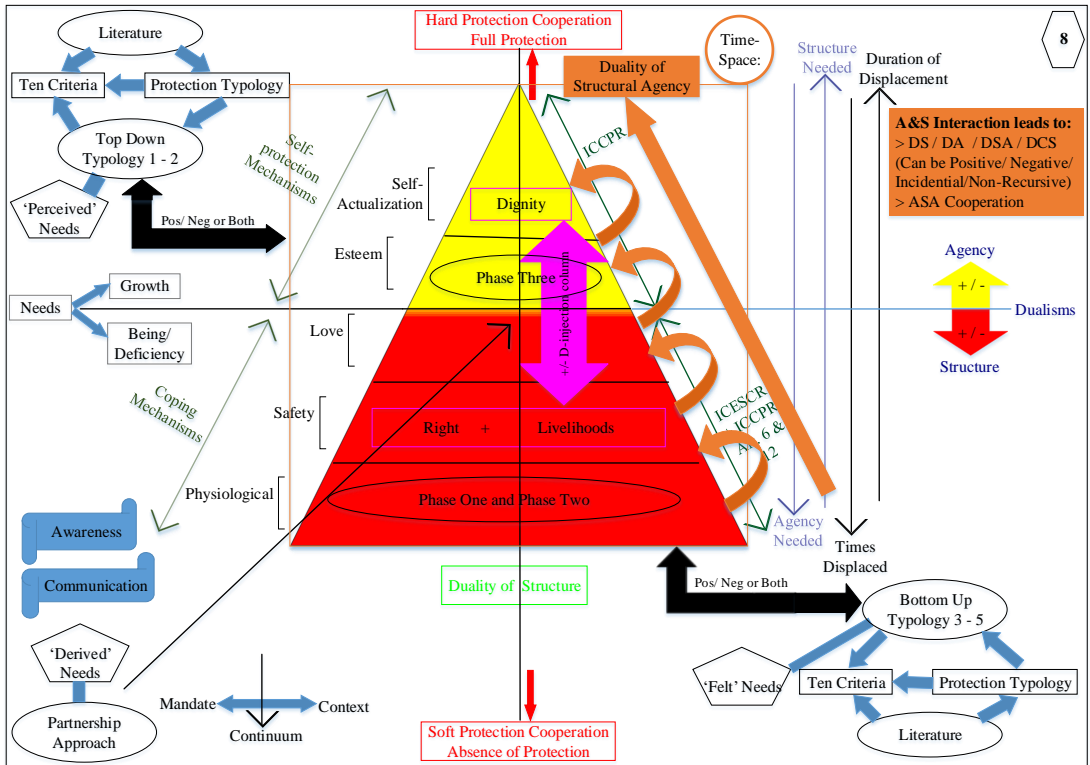 Hard Protection Cooperation
Full Protection
8
Literature
Ten Criteria
Protection Typology
Top Down
Typology 1 - 2
‘Perceived’
Needs
Pos/ Neg or Both
Self-
protection
Mechanisms
Duality of
Structural Agency
Time-
Space:
Structure
Needed
Duration of
Displacement
A&S Interaction leads to:
> DS / DA / DSA / DCS
(Can be Positive/ Negative/
Incidential/Non-Recursive)
> ASA Cooperation
ICCPR
Self-
Actualization
Dignity
Esteem
Phase Three
Agency
+ / -
Dualisms
+ / -
Structure
Needs
Growth
Being/
Deficiency
Love
+/- D-injection column
Coping
Mechanisms
Safety
Right + Livelihoods
ICESCR
/ ICCPR
Art. 6 &
12
Physiological
Phase One and Phase Two
Awareness
Communication
Agency
Needed
Times
Displaced
Duality of Structure
Pos/ Neg or Both
Bottom Up
Typology 3 - 5
‘Felt’ Needs
Ten Criteria
Protection Typology
Literature
‘Derived’
Needs
Partnership
Approach
Mandate
Context
Continuum
Soft Protection Cooperation
Absence of Protection